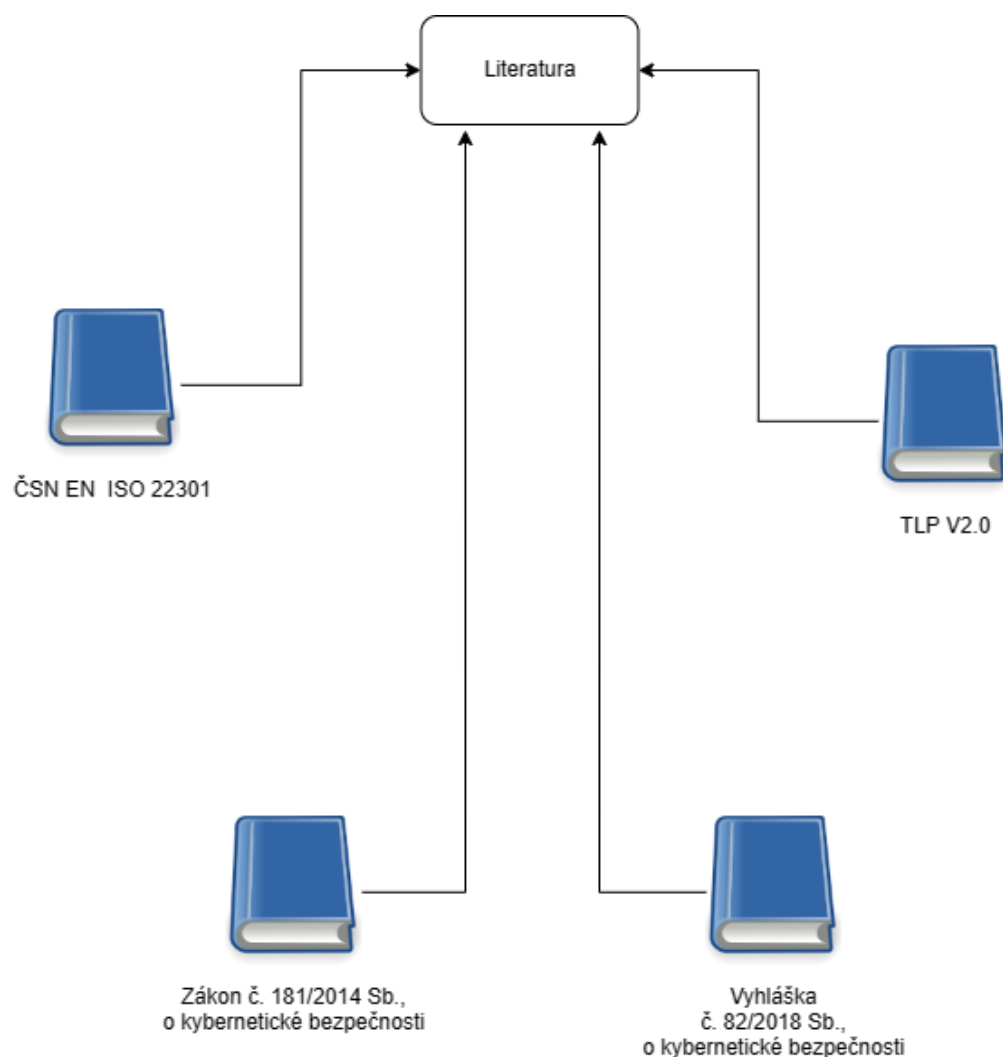 Literatura
ČSN EN  ISO 22301
TLP V2.0
Zákon č. 181/2014 Sb.,
o kybernetické bezpečnosti
Vyhláška
č. 82/2018 Sb.,
o kybernetické bezpečnosti